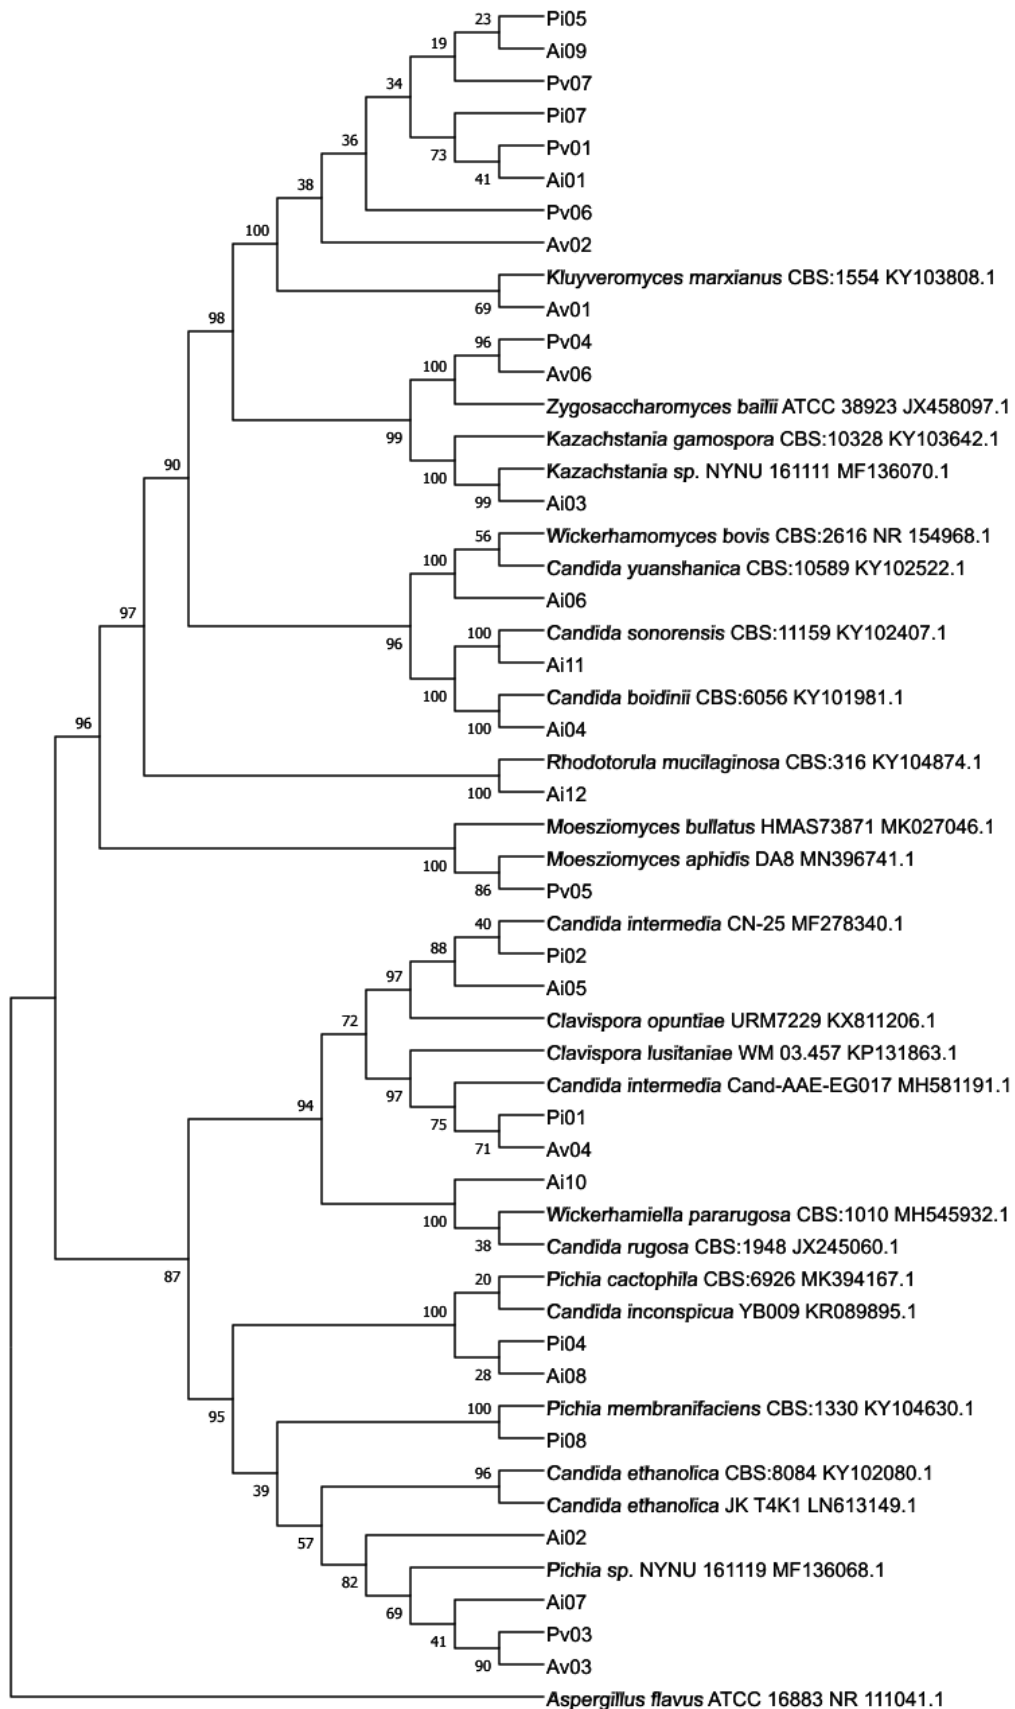 23 Pi05
Ai09
19
Pv07
34
Pi07
Pv01
73
41 Ai01
36
Pv06
38
Av02
100
Kluyveromyces marxianus CBS:1554 KY103808.1
69 Av01
98
96 Pv04
Av06
100
Zygosaccharomyces bailii ATCC 38923 JX458097.1
99
Kazachstania gamospora CBS:10328 KY103642.1
Kazachstania sp. NYNU 161111 MF136070.1
100
99 Ai03
90
56 Wickerhamomyces bovis CBS:2616 NR 154968.1
Candida yuanshanica CBS:10589 KY102522.1
100
Ai06
97
100 Candida sonorensis CBS:11159 KY102407.1
96
Ai11
Candida boidinii CBS:6056 KY101981.1
100
100 Ai04
96
Rhodotorula mucilaginosa CBS:316 KY104874.1
100 Ai12
Moesziomyces bullatus HMAS73871 MK027046.1
Moesziomyces aphidis DA8 MN396741.1
100
86 Pv05
40 Candida intermedia CN-25 MF278340.1
88
Pi02
97
Ai05
72
Clavispora opuntiae URM7229 KX811206.1
Clavispora lusitaniae WM 03.457 KP131863.1
Candida intermedia Cand-AAE-EG017 MH581191.1
97
94
Pi01
75
71 Av04
Ai10
Wickerhamiella pararugosa CBS:1010 MH545932.1
100
38 Candida rugosa CBS:1948 JX245060.1
87
20 Pichia cactophila CBS:6926 MK394167.1
Candida inconspicua YB009 KR089895.1
100
Pi04
28 Ai08
95
100 Pichia membranifaciens CBS:1330 KY104630.1
Pi08
96 Candida ethanolica CBS:8084 KY102080.1
39
Candida ethanolica JK T4K1 LN613149.1
57
Ai02
Pichia sp. NYNU 161119 MF136068.1
82
Ai07
69
Pv03
41
90 Av03
Aspergillus flavus ATCC 16883 NR 111041.1